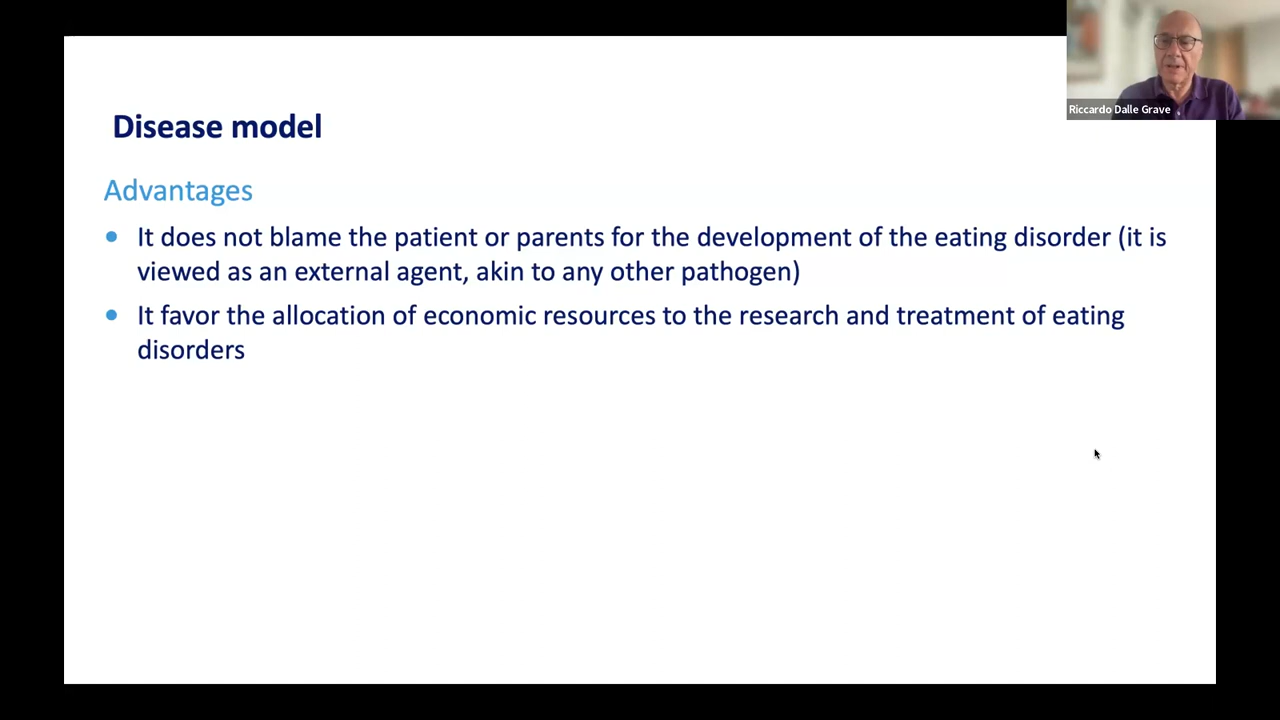 Riccardo Dalle Grave
Disease model
Advantages
• It does not blame the patient or parents for the development of the eating disorder (it is
viewed as an external agent, akin to any other pathogen)
• It favor the allocation of economic resources to the research and treatment of eating
disorders